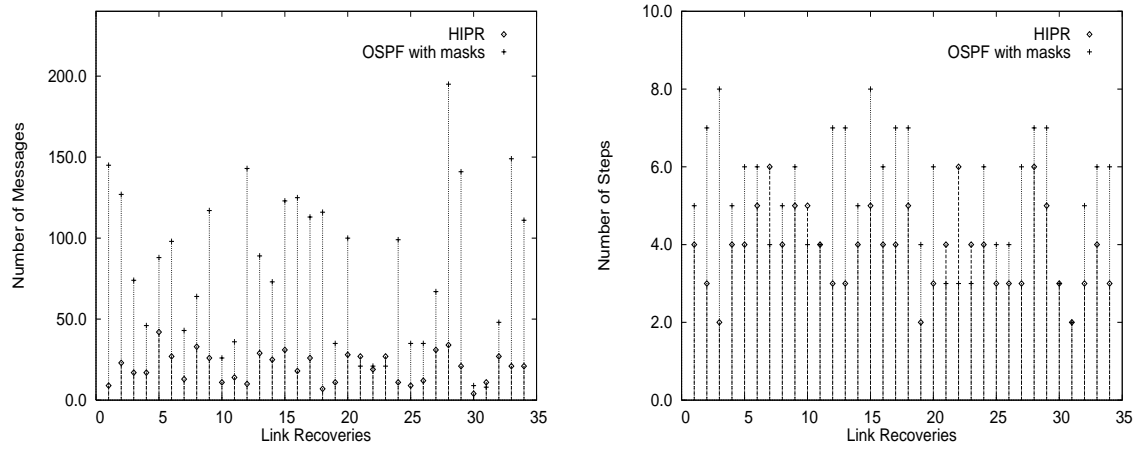 HIPR
OSPF with masks
Number of Messages
200.0
150.0
100.0
50.0
0.0
0 5 10 15 20 25 30 35
Link Recoveries
HIPR
OSPF with masks
Number of Steps
10.0
8.0
6.0
4.0
2.0
0.0
0 5 10 15 20 25 30 35
Link Recoveries